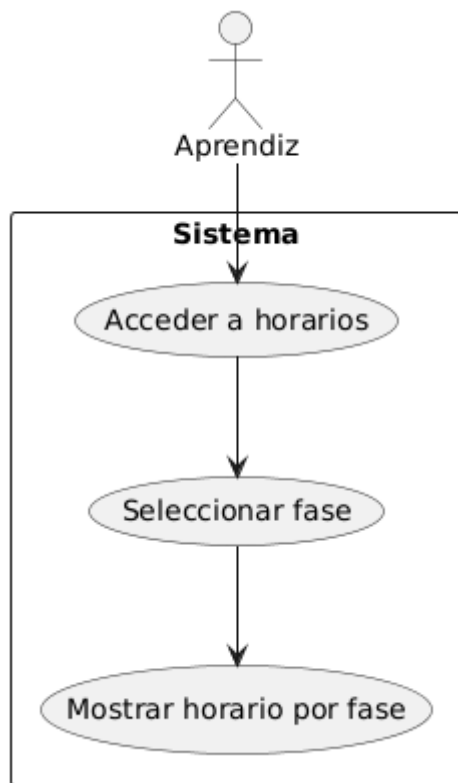 Aprendiz
Sistema
Acceder a horarios
Seleccionar fase
Mostrar horario por fase